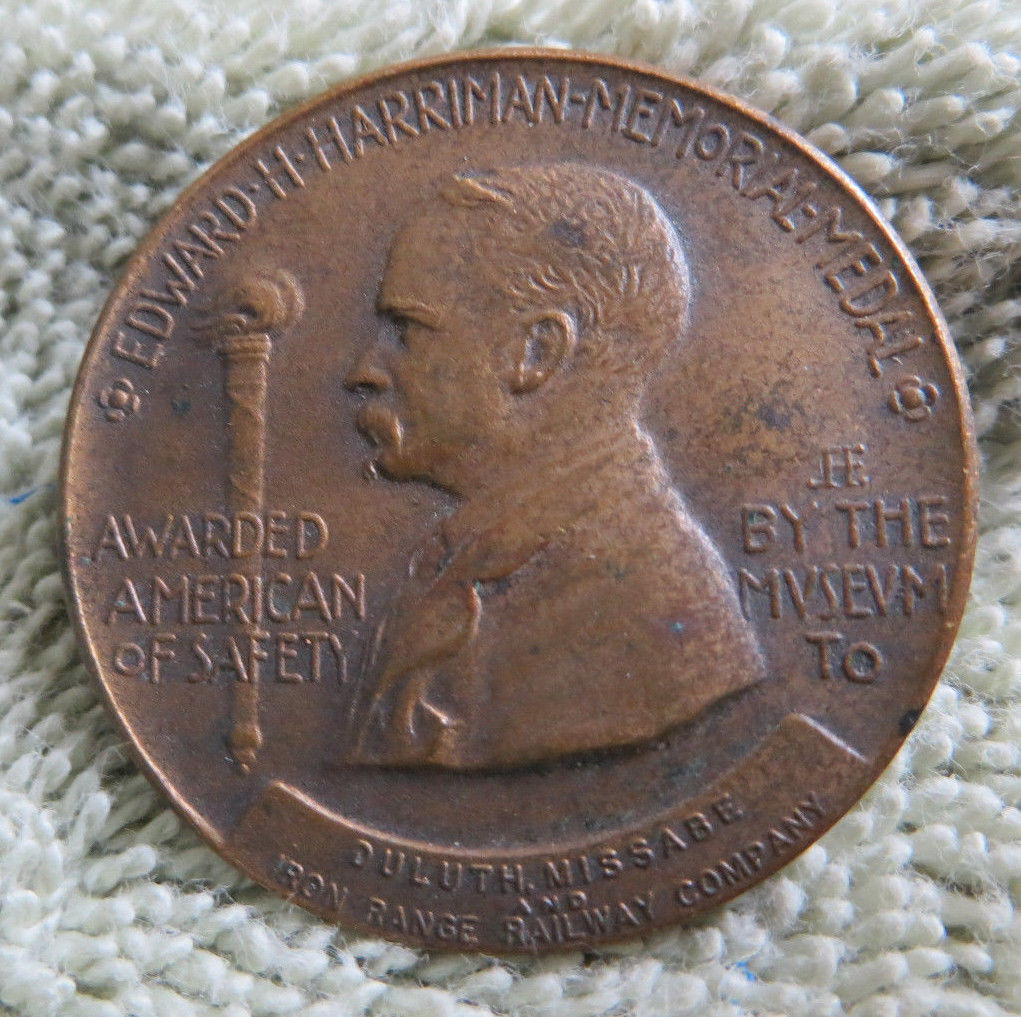 EDWARD·H·HARRIMAN-MEMORIAL-MEDAL
AWARDED BY THE
AMERICAN MVSEVM
OF SAFETY TO
DULUTH, MISSABE
AND
IRON RANGE RAILWAY COMPANY